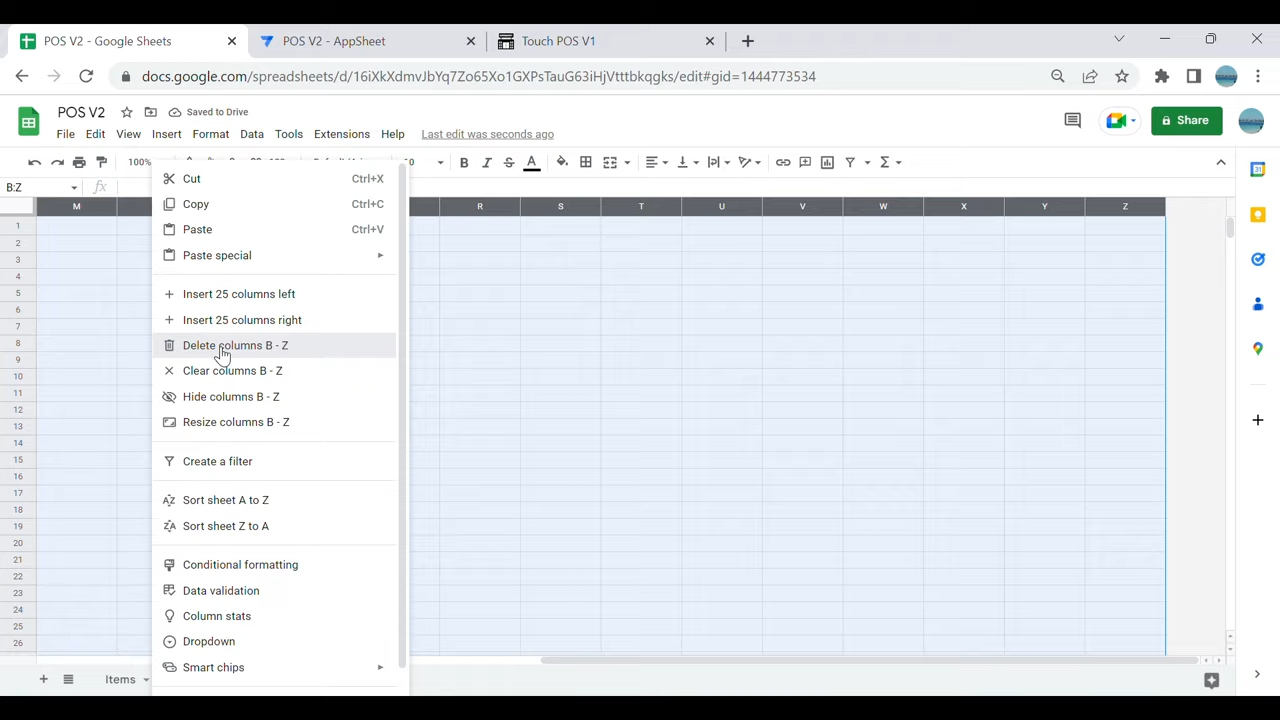 POS V2 - Google Sheets
POS V2 - AppSheet
Touch POS V1
docs.google.com/spreadsheets/d/16iXkXdmvJbYq7Zo65Xo1GXPsTauG63iHjVtttbkqgks/edit#gid=1444773534
POS V2
Saved to Drive
File Edit View Insert Format Data Tools Extensions Help Last edit was seconds ago
Share
100%
B:Z
fx
M R S T U V W X Y Z
1
2
3
4
5
6
7
8
9
10
11
12
13
14
15
16
17
18
19
20
21
22
23
24
25
26
Cut Ctrl+X
Copy Ctrl+C
Paste Ctrl+V
Paste special
Insert 25 columns left
Insert 25 columns right
Delete columns B - Z
Clear columns B - Z
Hide columns B - Z
Resize columns B - Z
Create a filter
Sort sheet A to Z
Sort sheet Z to A
Conditional formatting
Data validation
Column stats
Dropdown
Smart chips
Items